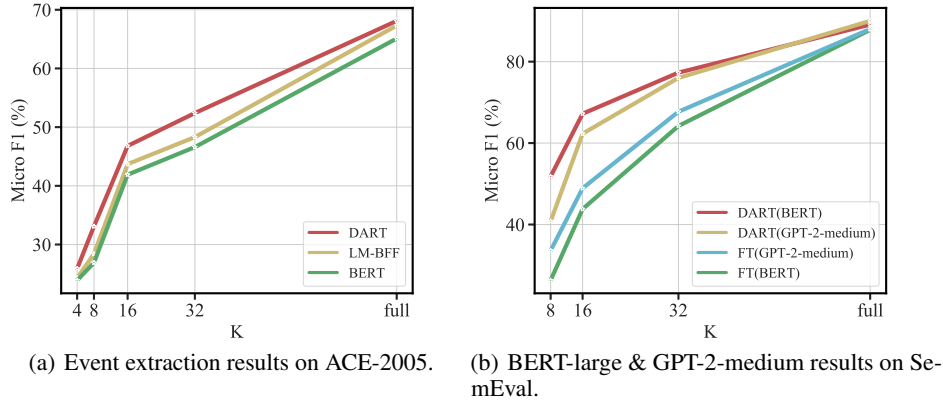 70
60
50
40
30
Micro F1 (%)
DART
LM-BFF
BERT
4 8 16 32 full
K
(a) Event extraction results on ACE-2005.
80
60
40
Micro F1 (%)
DART(BERT)
DART(GPT-2-medium)
FT(GPT-2-medium)
FT(BERT)
8 16 32 full
K
(b) BERT-large & GPT-2-medium results on Se-
mEval.